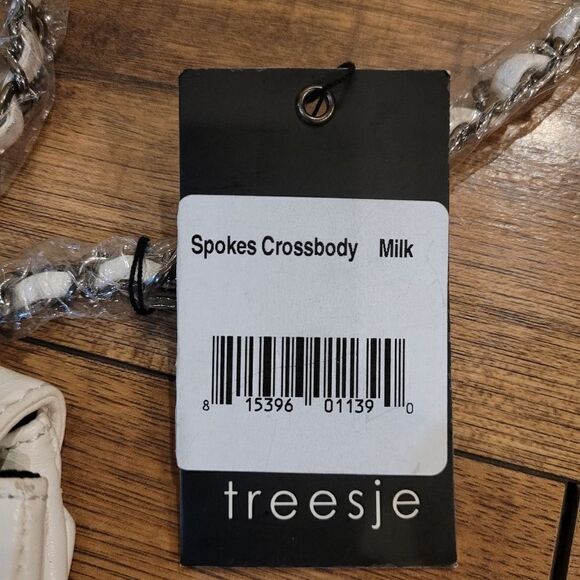 Spokes Crossbody Milk
8 15396 01139 0
treesje